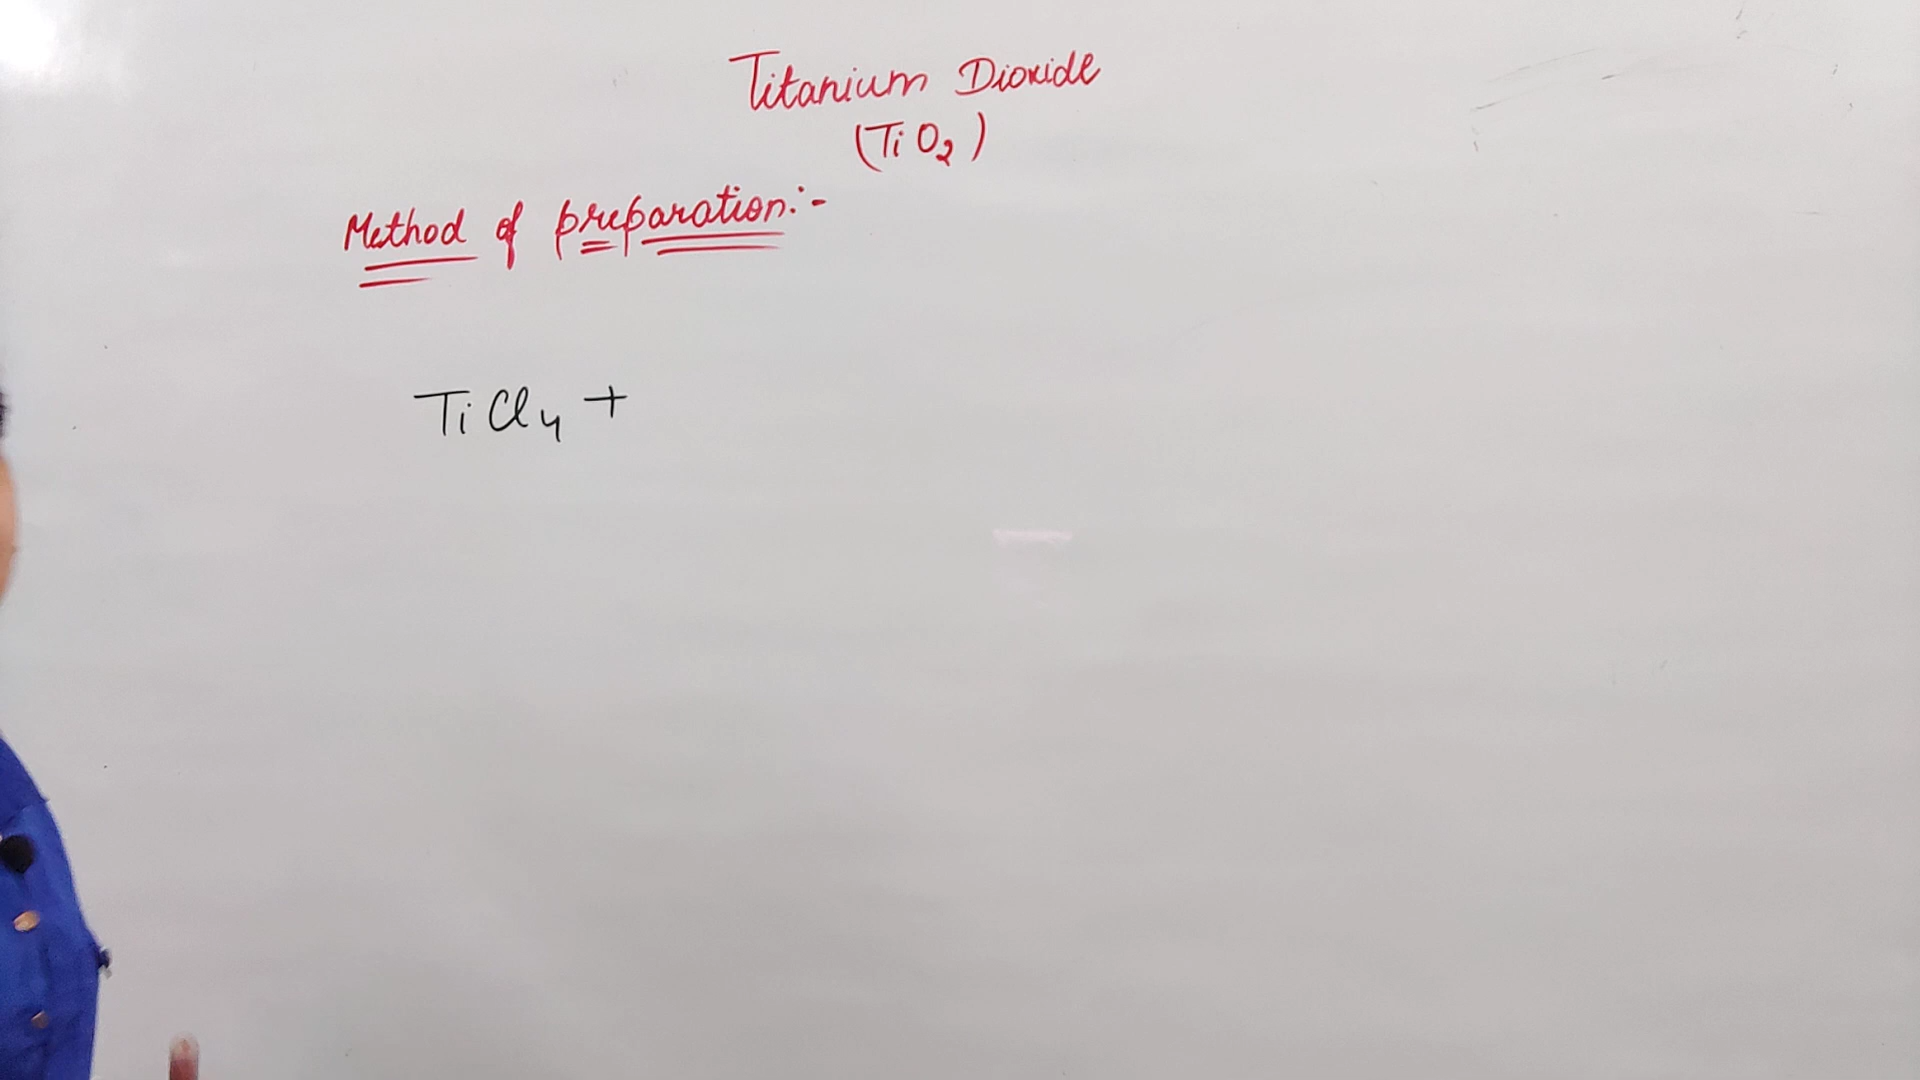 Titanium Dioxide
(TiO₂)
Method of preparation:-
TiCl₄ +